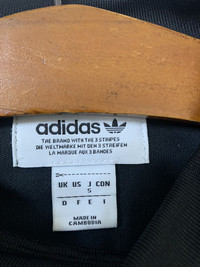 adidas
THE BRAND WITH THE 3 STRIPES
DIE WELTMARKE MIT DEN 3 STREIFEN
LA MARQUE AUX 3 BANDES
UK US J CDN
S
D F E I
MADE IN
CAMBODIA